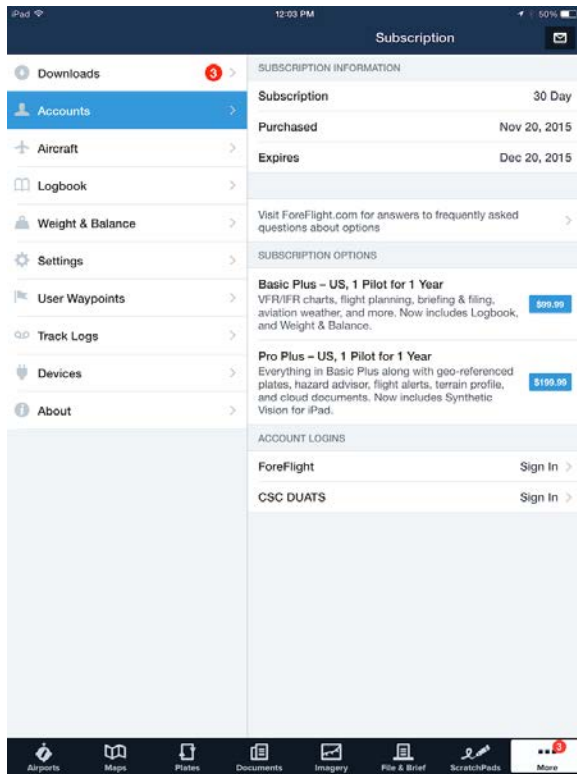 iPad 12:03 PM 50%
Subscription
Downloads 3
Accounts
Aircraft
Logbook
Weight & Balance
Settings
User Waypoints
Track Logs
Devices
About
SUBSCRIPTION INFORMATION
Subscription 30 Day
Purchased Nov 20, 2015
Expires Dec 20, 2015
Visit ForeFlight.com for answers to frequently asked
questions about options
SUBSCRIPTION OPTIONS
Basic Plus – US, 1 Pilot for 1 Year
VFR/IFR charts, flight planning, briefing & filing,
aviation weather, and more. Now includes Logbook,
and Weight & Balance.
$99.99
Pro Plus – US, 1 Pilot for 1 Year
Everything in Basic Plus along with geo-referenced
plates, hazard advisor, flight alerts, terrain profile,
and cloud documents. Now includes Synthetic
Vision for iPad.
$199.99
ACCOUNT LOGINS
ForeFlight Sign In
CSC DUATS Sign In
Airports Maps Plates Documents Imagery File & Brief ScratchPads More 3